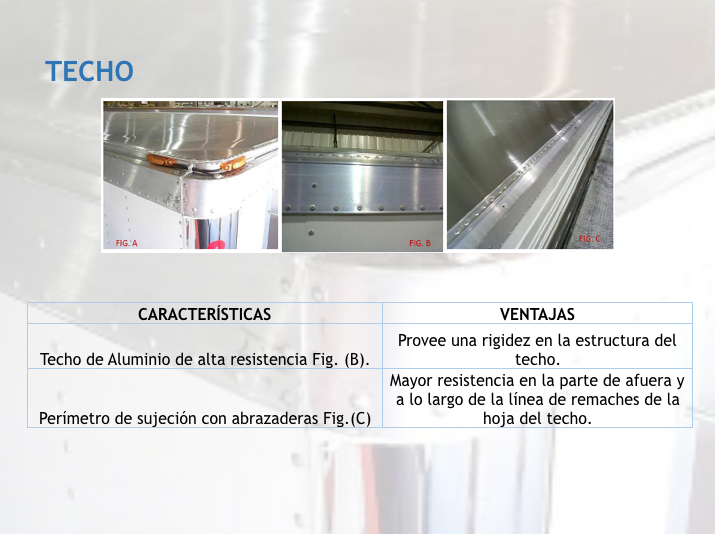 TECHO
FIG. A
FIG. B
FIG. C
CARACTERÍSTICAS
VENTAJAS
Techo de Aluminio de alta resistencia Fig. (B).
Provee una rigidez en la estructura del
techo.
Perímetro de sujeción con abrazaderas Fig.(C)
Mayor resistencia en la parte de afuera y
a lo largo de la línea de remaches de la
hoja del techo.